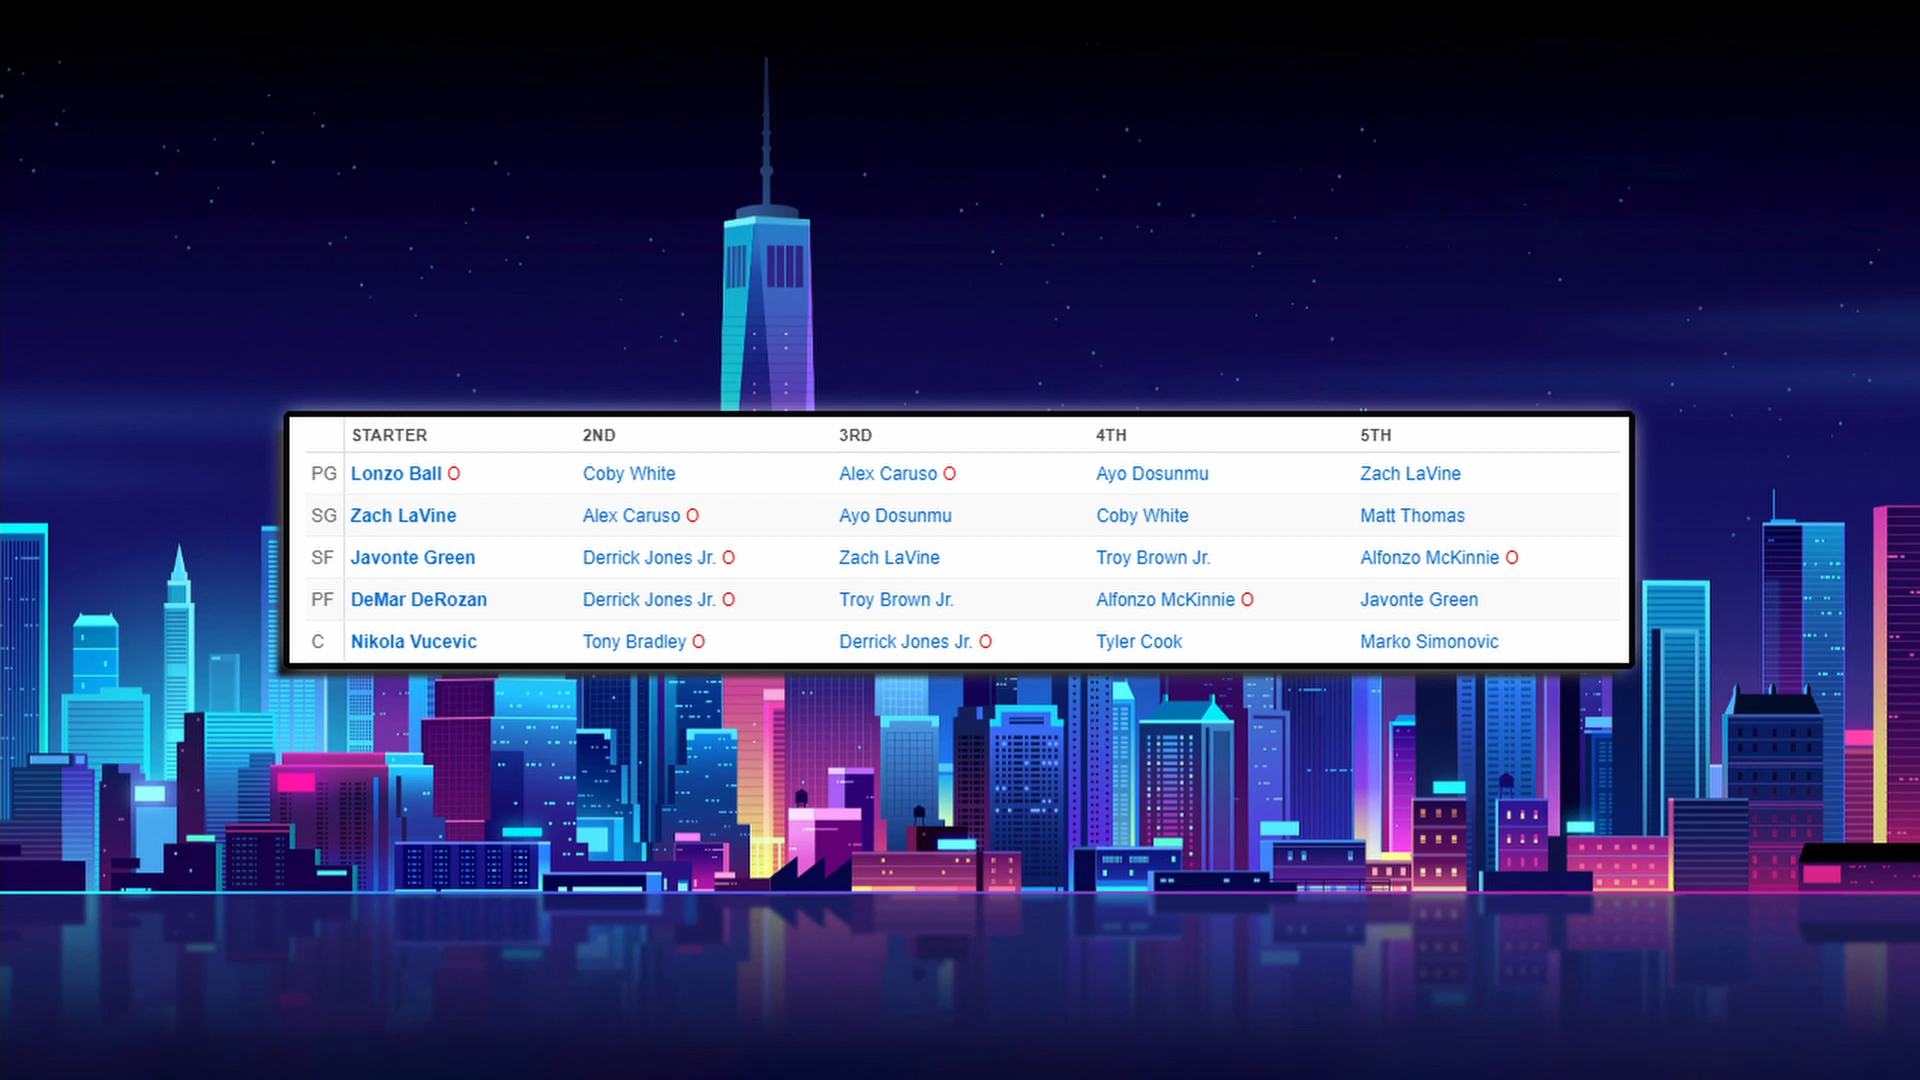 STARTER 2ND 3RD 4TH 5TH
PG Lonzo Ball O Coby White Alex Caruso O Ayo Dosunmu Zach LaVine
SG Zach LaVine Alex Caruso O Ayo Dosunmu Coby White Matt Thomas
SF Javonte Green Derrick Jones Jr. O Zach LaVine Troy Brown Jr. Alfonzo McKinnie O
PF DeMar DeRozan Derrick Jones Jr. O Troy Brown Jr. Alfonzo McKinnie O Javonte Green
C Nikola Vucevic Tony Bradley O Derrick Jones Jr. O Tyler Cook Marko Simonovic